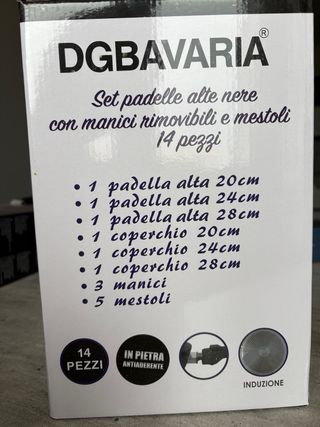 DGBAVARIA®
Set padelle alte nere
con manici rimovibili e mestoli
14 pezzi
• 1 padella alta 20cm
• 1 padella alta 24cm
• 1 padella alta 28cm
• 1 coperchio 20cm
• 1 coperchio 24cm
• 1 coperchio 28cm
• 3 manici
• 5 mestoli
14
PEZZI
IN PIETRA
ANTIADERENTE
INDUZIONE